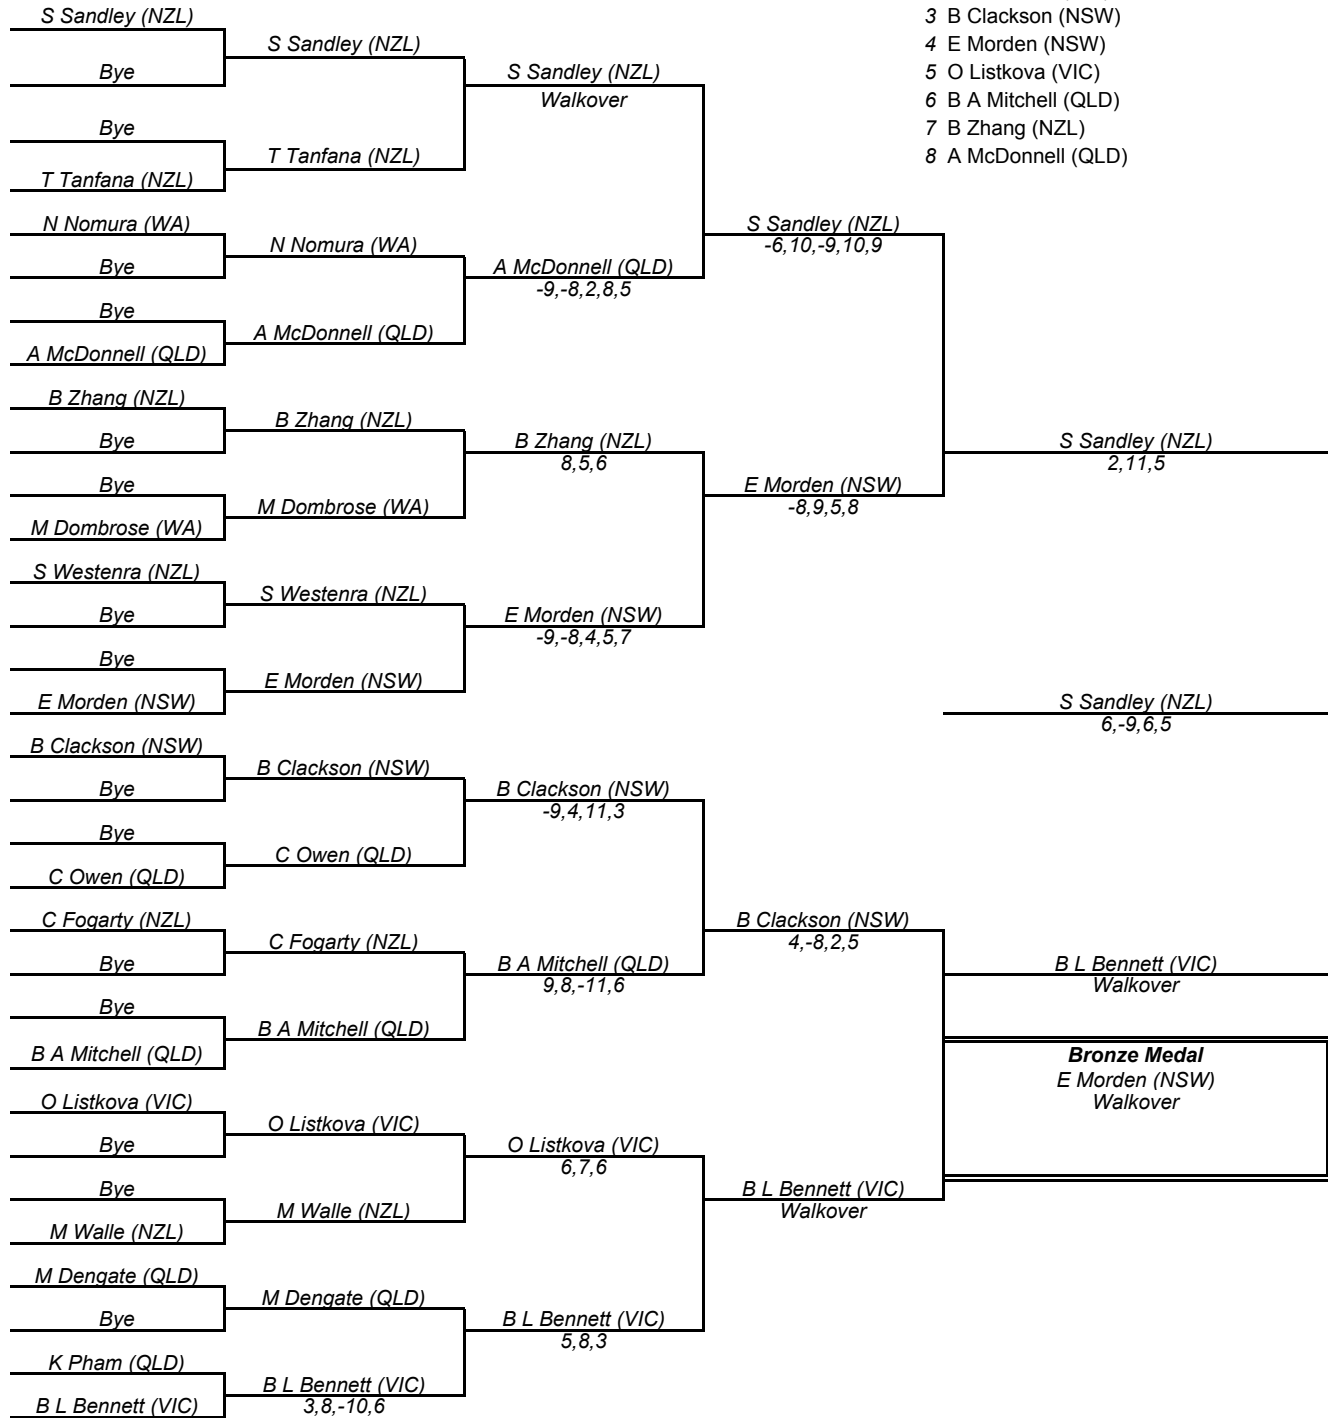 S Sandley (NZL)
Bye
Bye
T Tanfana (NZL)
N Nomura (WA)
Bye
Bye
A McDonnell (QLD)
B Zhang (NZL)
Bye
Bye
M Dombrose (WA)
S Westenra (NZL)
Bye
Bye
E Morden (NSW)
B Clackson (NSW)
Bye
Bye
C Owen (QLD)
C Fogarty (NZL)
Bye
Bye
B A Mitchell (QLD)
O Listkova (VIC)
Bye
Bye
M Walle (NZL)
M Dengate (QLD)
Bye
K Pham (QLD)
B L Bennett (VIC)
S Sandley (NZL)
T Tanfana (NZL)
N Nomura (WA)
A McDonnell (QLD)
B Zhang (NZL)
M Dombrose (WA)
S Westenra (NZL)
E Morden (NSW)
B Clackson (NSW)
C Owen (QLD)
C Fogarty (NZL)
B A Mitchell (QLD)
O Listkova (VIC)
M Walle (NZL)
M Dengate (QLD)
B L Bennett (VIC)
3,8,-10,6
S Sandley (NZL)
Walkover
A McDonnell (QLD)
-9,-8,2,8,5
B Zhang (NZL)
8,5,6
E Morden (NSW)
-9,-8,4,5,7
B Clackson (NSW)
-9,4,11,3
B A Mitchell (QLD)
9,8,-11,6
O Listkova (VIC)
6,7,6
B L Bennett (VIC)
5,8,3
S Sandley (NZL)
-6,10,-9,10,9
E Morden (NSW)
-8,9,5,8
B Clackson (NSW)
4,-8,2,5
B L Bennett (VIC)
Walkover
3 B Clackson (NSW)
4 E Morden (NSW)
5 O Listkova (VIC)
6 B A Mitchell (QLD)
7 B Zhang (NZL)
8 A McDonnell (QLD)
S Sandley (NZL)
2,11,5
S Sandley (NZL)
6,-9,6,5
B L Bennett (VIC)
Walkover
Bronze Medal
E Morden (NSW)
Walkover